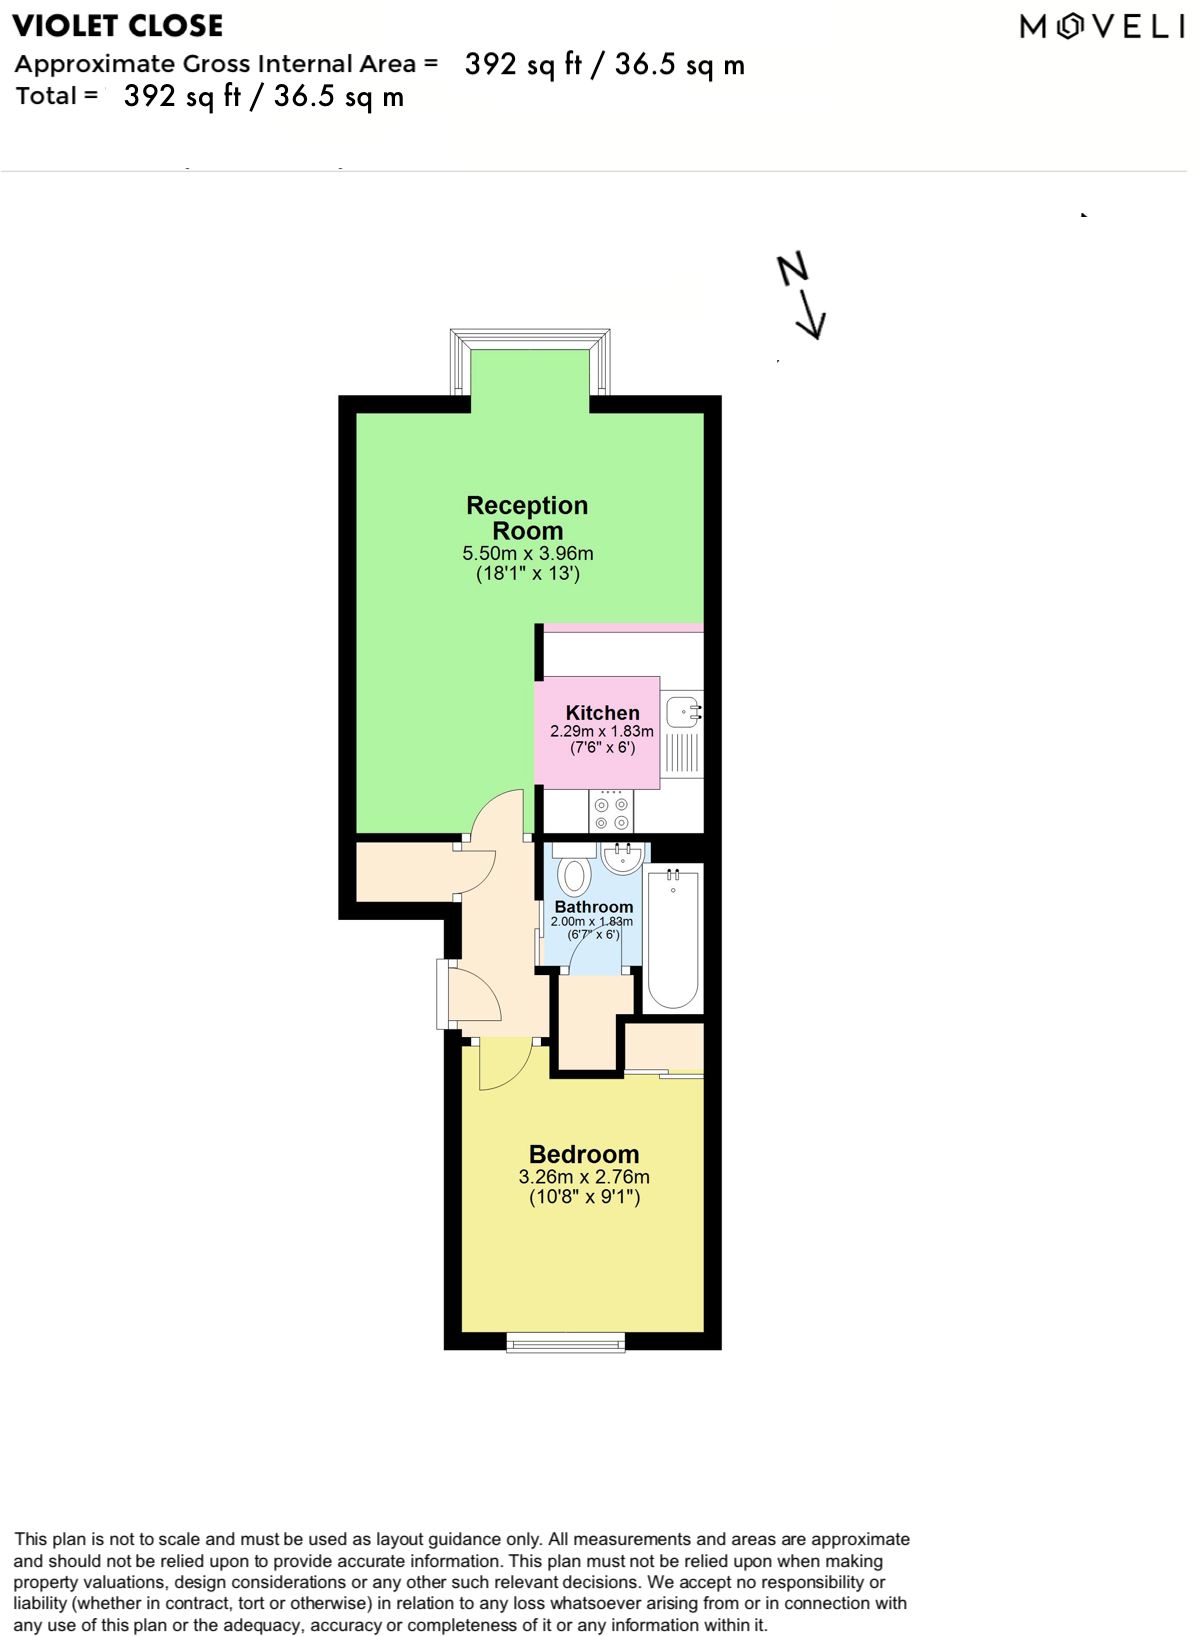 VIOLET CLOSE
MOVELI
Approximate Gross Internal Area = 392 sq ft / 36.5 sq m
Total = 392 sq ft / 36.5 sq m
N
Reception
Room
5.50m x 3.96m
(18'1" x 13')
Kitchen
2.29m x 1.83m
(7'6" x 6')
Bathroom
2.00m x 1.83m
(6'7" x 6')
Bedroom
3.26m x 2.76m
(10'8" x 9'1")
This plan is not to scale and must be used as layout guidance only. All measurements and areas are approximate
and should not be relied upon to provide accurate information. This plan must not be relied upon when making
property valuations, design considerations or any other such relevant decisions. We accept no responsibility or
liability (whether in contract, tort or otherwise) in relation to any loss whatsoever arising from or in connection with
any use of this plan or the adequacy, accuracy or completeness of it or any information within it.